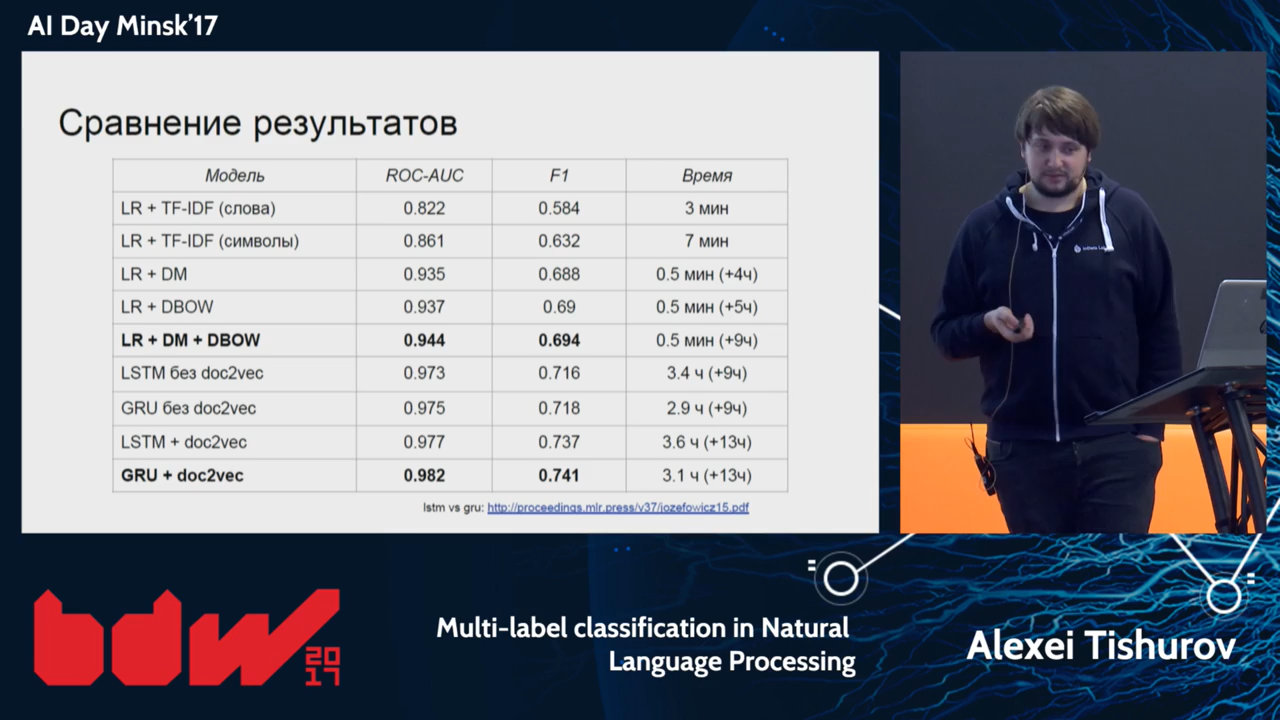 AI Day Minsk'17
Сравнение результатов
Модель ROC-AUC F1 Время
LR + TF-IDF (слова) 0.822 0.584 3 мин
LR + TF-IDF (символы) 0.861 0.632 7 мин
LR + DM 0.935 0.688 0.5 мин (+4ч)
LR + DBOW 0.937 0.69 0.5 мин (+5ч)
LR + DM + DBOW 0.944 0.694 0.5 мин (+9ч)
LSTM без doc2vec 0.973 0.716 3.4 ч (+9ч)
GRU без doc2vec 0.975 0.718 2.9 ч (+9ч)
LSTM + doc2vec 0.977 0.737 3.6 ч (+13ч)
GRU + doc2vec 0.982 0.741 3.1 ч (+13ч)
lstm vs gru: http://proceedings.mlr.press/v37/jozefowicz15.pdf
bdw 2017
Multi-label classification in Natural
Language Processing
Alexei Tishurov